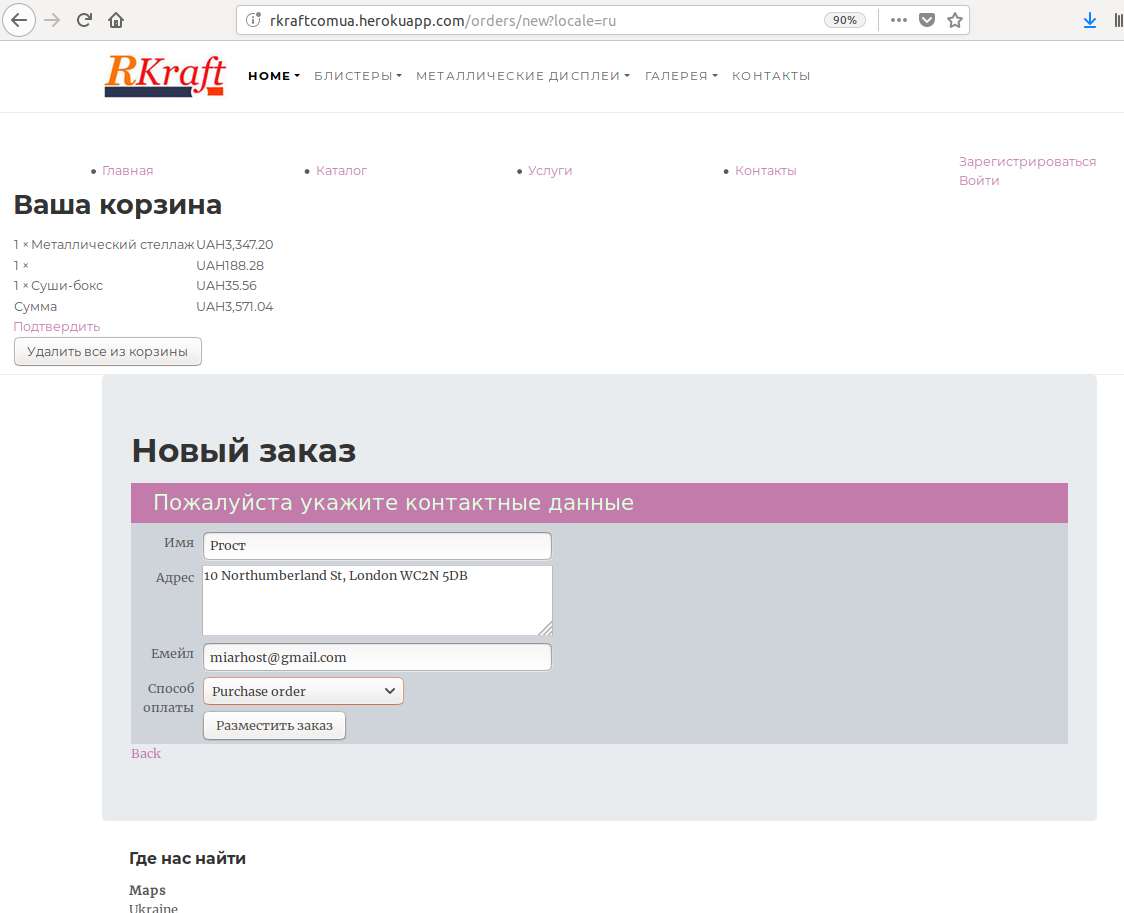 rkraftcomua.herokuapp.com/orders/new?locale=ru 90%
RKraft HOME БЛИСТЕРЫ МЕТАЛЛИЧЕСКИЕ ДИСПЛЕИ ГАЛЕРЕЯ КОНТАКТЫ
Главная Каталог Услуги Контакты
Зарегистрироваться
Войти
Ваша корзина
1 × Металлический стеллаж UAH3,347.20
1 × UAH188.28
1 × Суши-бокс UAH35.56
Сумма UAH3,571.04
Подтвердить
Удалить все из корзины
Новый заказ
Пожалуйста укажите контактные данные
Имя Рrост
Адрес 10 Northumberland St, London WC2N 5DB
Емейл miarhost@gmail.com
Способ оплаты Purchase order
Разместить заказ
Back
Где нас найти
Maps
Ukraine